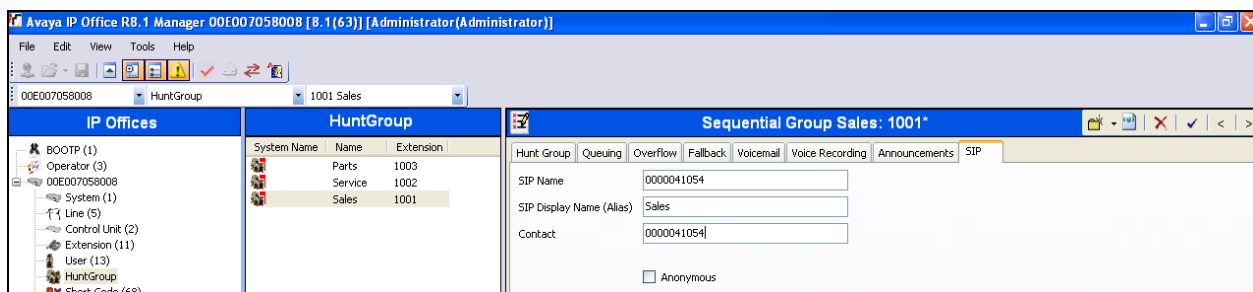 Avaya IP Office R8.1 Manager 00E007058008 [8.1(63)] [Administrator(Administrator)]
File Edit View Tools Help
00E007058008 HuntGroup 1001 Sales
IP Offices
BOOTP (1)
Operator (3)
00E007058008
System (1)
Line (5)
Control Unit (2)
Extension (11)
User (13)
HuntGroup
Short Code (68)
HuntGroup
System Name Name Extension
Parts 1003
Service 1002
Sales 1001
Sequential Group Sales: 1001*
Hunt Group Queuing Overflow Fallback Voicemail Voice Recording Announcements SIP
SIP Name 0000041054
SIP Display Name (Alias) Sales
Contact 0000041054
Anonymous